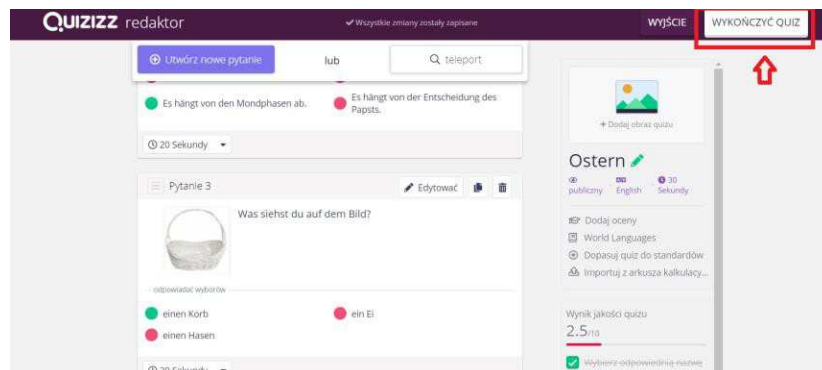 QUIZIZZ redaktor
Wszystkie zmiany zostały zapisane
WYJŚCIE
WYKOŃCZYĆ QUIZ
Utwórz nowe pytanie
lub
teleport
Es hängt von den Mondphasen ab.
Es hängt von der Entscheidung des
Papsts.
20 Sekundy
Pytanie 3
Edytować
Was siehst du auf dem Bild?
odpowiadać wyborów
einen Korb
ein Ei
einen Hasen
20 Sekundy
+ Dodaj obraz quizu
Ostern
publiczny
English
30
Sekundy
Dodaj oceny
World Languages
Dopasuj quiz do standardów
Importuj z arkusza kalkulacy...
Wynik jakości quizu
2.5/10
Wybierz odpowiednią nazwę